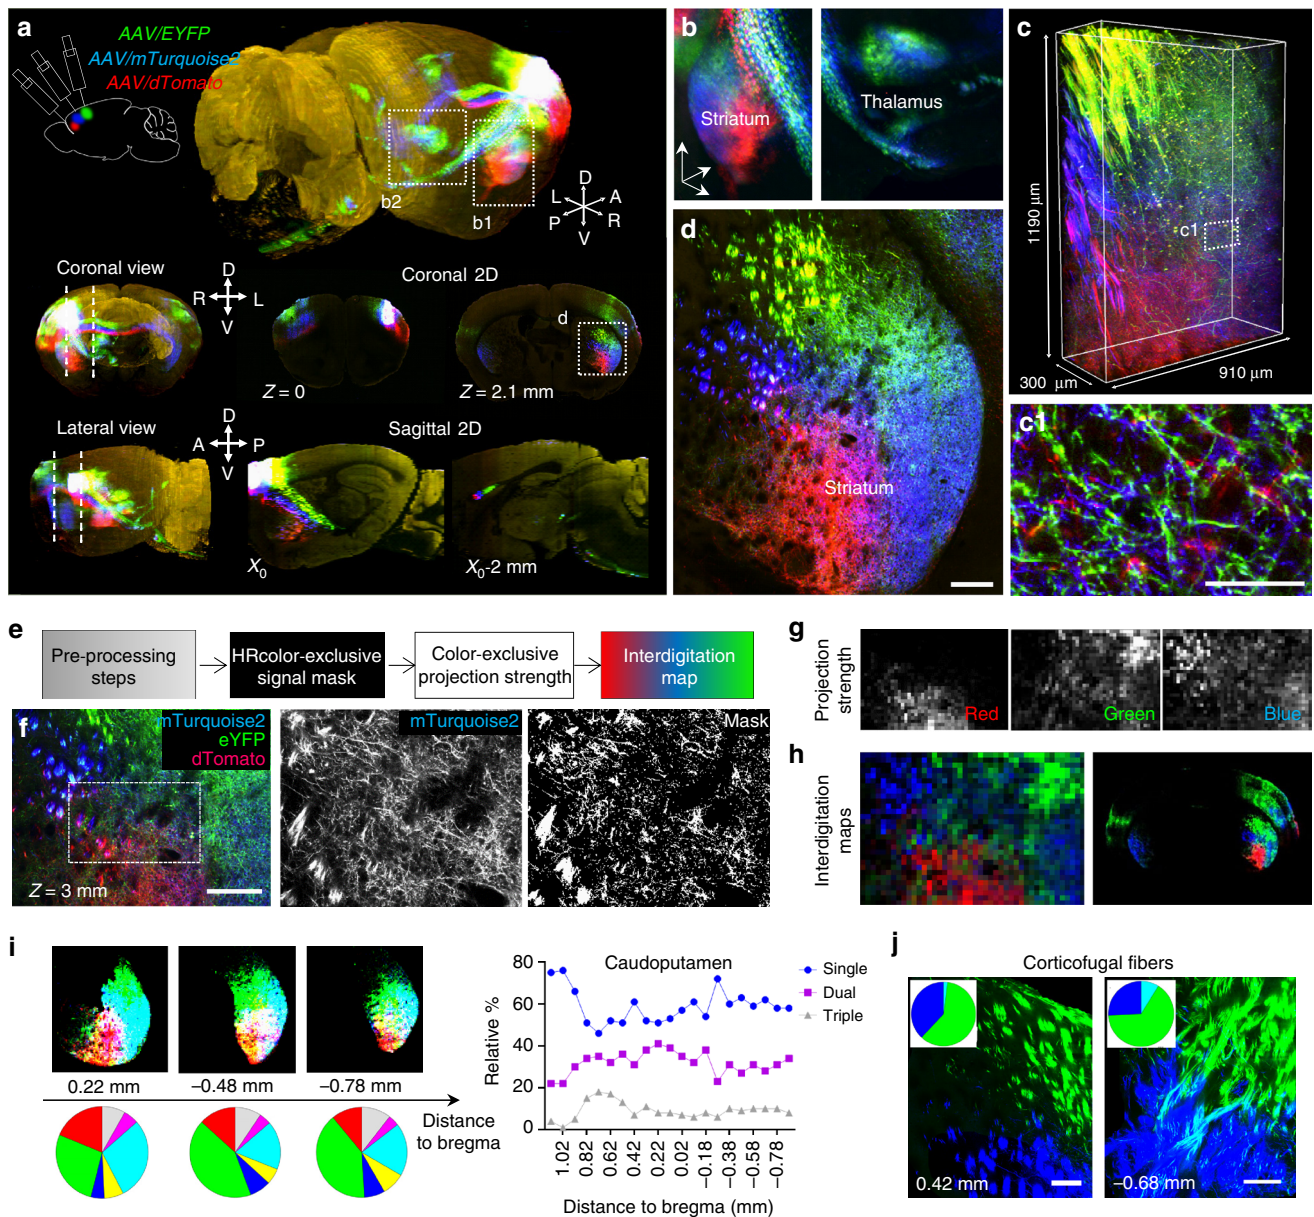 a
AAV/EYFP
AAV/mTurquoise2
AAV/dTomato
b2
b1
D
L A
P R
V
Coronal view
D
R L
V
Coronal 2D
d
Z = 0
Z = 2.1 mm
Lateral view
D
A P
V
Sagittal 2D
X0
X0-2 mm
b
Striatum
Thalamus
c
1190 µm
c1
300 µm
910 µm
d
Striatum
c1
e
Pre-processing steps
HRcolor-exclusive signal mask
Color-exclusive projection strength
Interdigitation map
f
mTurquoise2
eYFP
dTomato
Z = 3 mm
mTurquoise2
Mask
g
Projection strength
Red
Green
Blue
h
Interdigitation maps
i
0.22 mm
−0.48 mm
−0.78 mm
Distance to bregma
Caudoputamen
Relative %
80
60
40
20
0
1.02
0.82
0.62
0.42
0.22
0.02
−0.18
−0.38
−0.58
−0.78
Distance to bregma (mm)
Single
Dual
Triple
j
Corticofugal fibers
0.42 mm
−0.68 mm